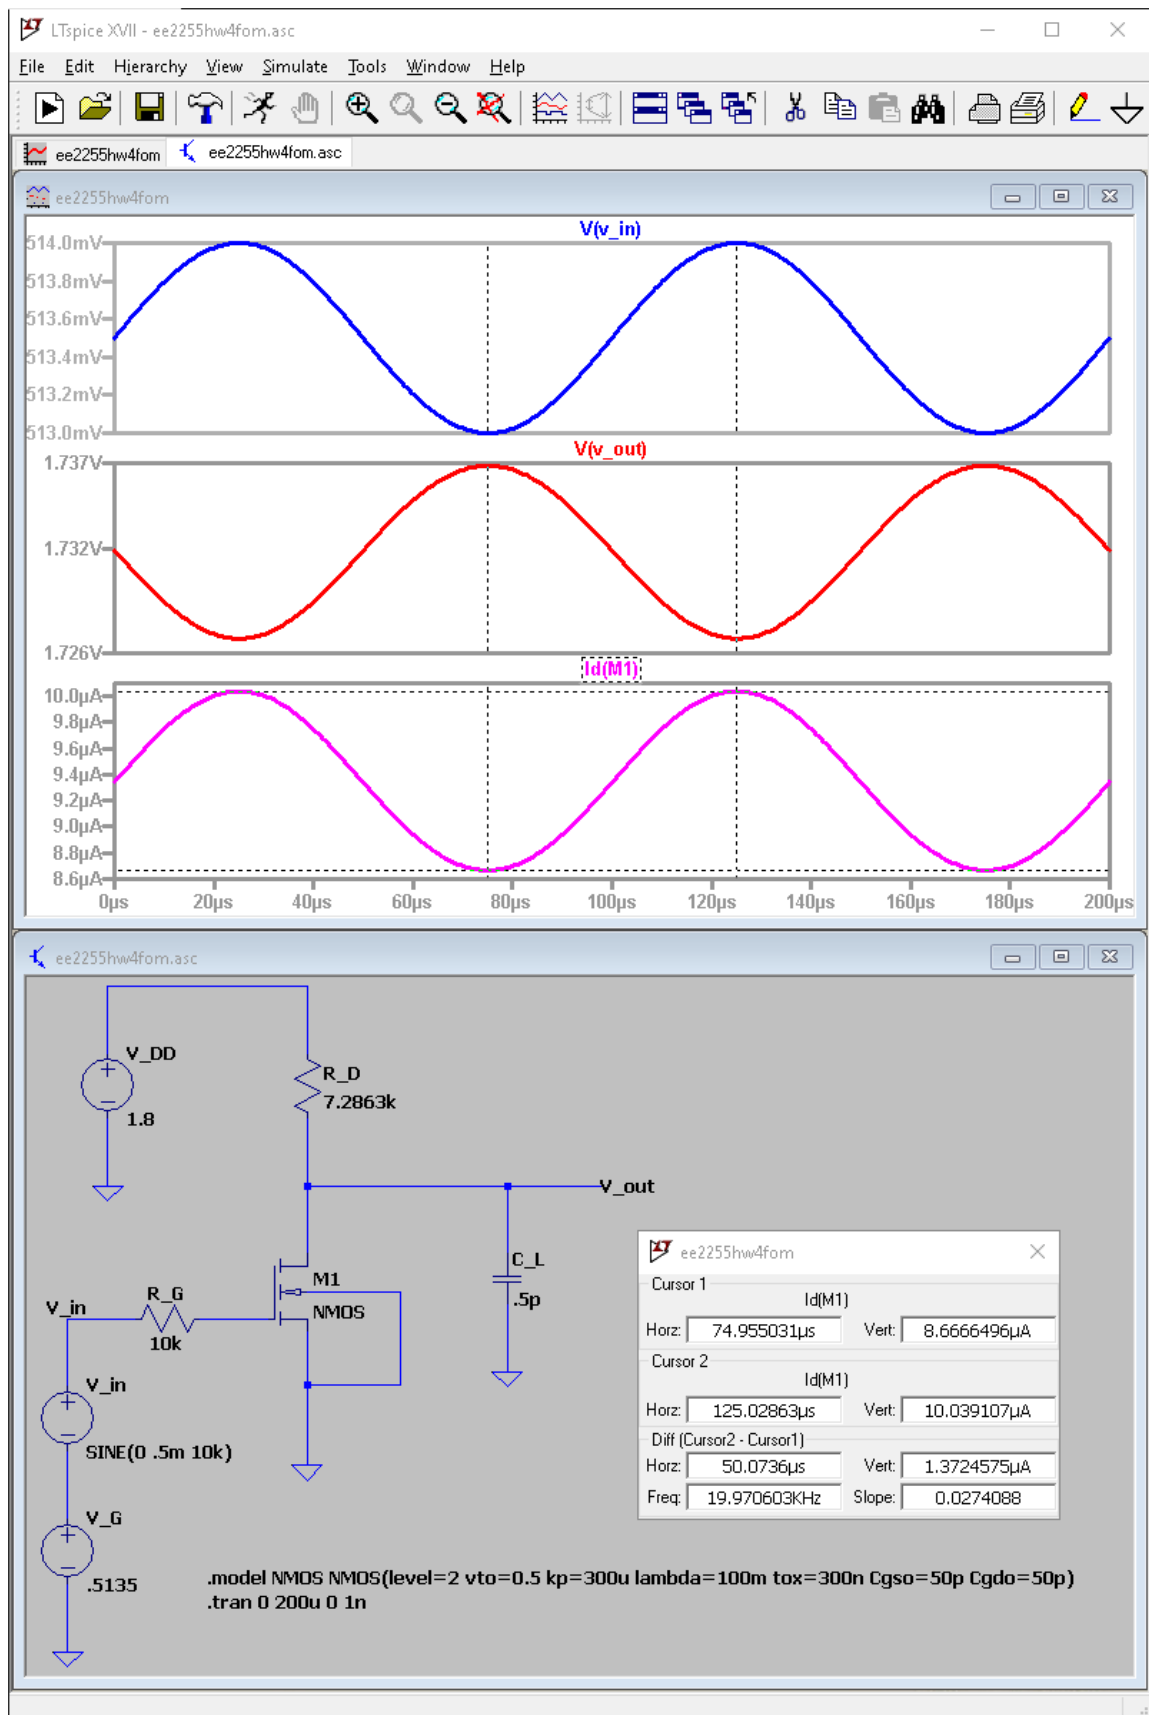 LTspice XVII - ee2255hw4fom.asc
File Edit Hierarchy View Simulate Tools Window Help
ee2255hw4fom ee2255hw4fom.asc
ee2255hw4fom
V(v_in)
514.0mV
513.8mV
513.6mV
513.4mV
513.2mV
513.0mV
V(v_out)
1.737V
1.732V
1.726V
Id(M1)
10.0µA
9.8µA
9.6µA
9.4µA
9.2µA
9.0µA
8.8µA
8.6µA
0µs 20µs 40µs 60µs 80µs 100µs 120µs 140µs 160µs 180µs 200µs
ee2255hw4fom.asc
V_DD
1.8
R_D
7.2863k
V_out
C_L
.5p
M1
NMOS
R_G
10k
V_in
V_in
SINE(0 .5m 10k)
V_G
.5135
.model NMOS NMOS(level=2 vto=0.5 kp=300u lambda=100m tox=300n Cgso=50p Cgdo=50p)
.tran 0 200u 0 1n
ee2255hw4fom
Cursor 1
Id(M1)
Horz: 74.955031µs Vert: 8.6666496µA
Cursor 2
Id(M1)
Horz: 125.02863µs Vert: 10.039107µA
Diff (Cursor2 - Cursor1)
Horz: 50.0736µs Vert: 1.3724575µA
Freq: 19.970603KHz Slope: 0.0274088